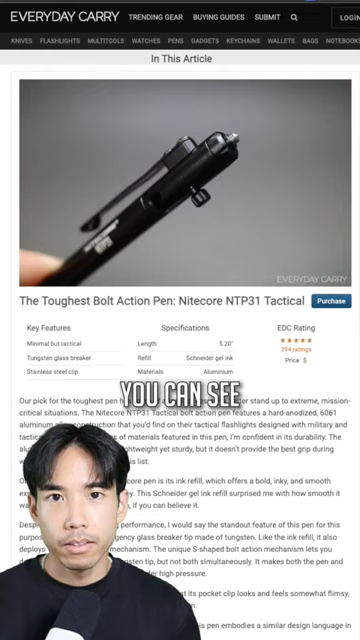 EVERYDAY CARRY TRENDING GEAR BUYING GUIDES SUBMIT LOGIN
KNIVES FLASHLIGHTS MULTITOOLS WATCHES PENS GADGETS KEYCHAINS WALLETS BAGS NOTEBOOKS
In This Article
EVERYDAY CARRY
The Toughest Bolt Action Pen: Nitecore NTP31 Tactical Purchase
Key Features Specifications EDC Rating
Minimal but tactical Length 5.20"
Tungsten glass breaker Refill Schneider gel ink 394 ratings
Stainless steel clip Materials Aluminium Price $
YOU CAN SEE
Our pick for the toughest pen stand up to extreme, mission-
critical situations. The Nitecore NTP31 Tactical bolt action pen features a hard-anodized, 6061
aluminum construction that you'd find on their tactical flashlights designed with military and
of materials featured in this pen, I'm confident in its durability. The
lightweight yet sturdy, but it doesn't provide the best grip
this list.
pen is its ink refill, which offers a bold, inky, and smooth
This Schneider gel ink refill surprised me with how smooth it
if you can believe it.
performance, I would say the standout feature of this pen for this
emergency glass breaker tip made of tungsten. Like the ink refill, it also
deploys mechanism. The unique S-shaped bolt action mechanism lets you
tip, but not both simultaneously. It makes both the pen and
high pressure.
its pocket clip looks and feels somewhat flimsy,
this pen embodies a similar design language in